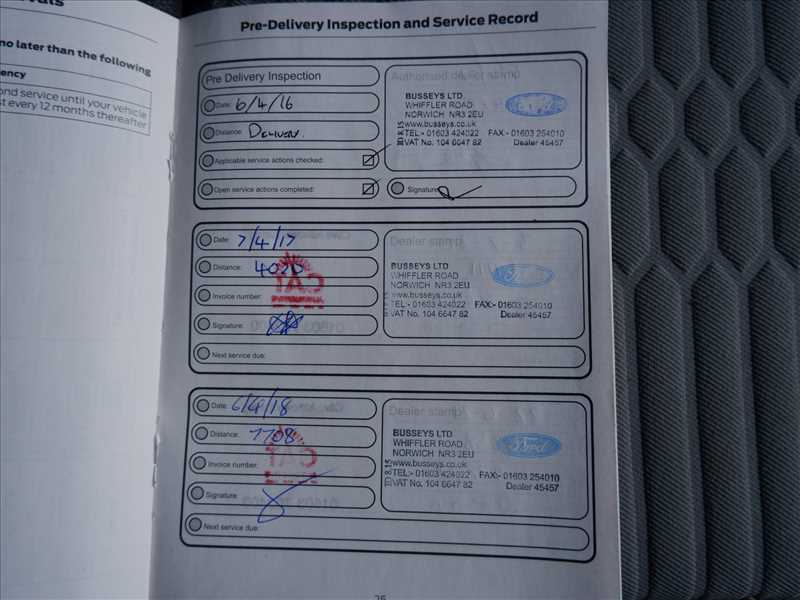 no later than the following
ond service until your vehicle
st every 12 months thereafter
Pre-Delivery Inspection and Service Record
Pre Delivery Inspection
Date: 6/4/16
Distance: DELIVERY.
Applicable service actions checked:
Open service actions completed:
Authorised dealer stamp
BUSSEYS LTD
WHIFFLER ROAD
NORWICH NR3 2EU
www.busseys.co.uk
TEL:- 01603 424022 FAX:- 01603 254010
VAT No. 104 6647 82 Dealer 45457
Ford
Signature:
Date: 7/4/17
Distance: 4020
Invoice number:
Signature:
Next service due:
Dealer stamp
BUSSEYS LTD
WHIFFLER ROAD
NORWICH NR3 2EU
www.busseys.co.uk
TEL:- 01603 424022 FAX:- 01603 254010
VAT No. 104 6647 82 Dealer 45457
Ford
Date: 6/4/18
Distance: 7708
Invoice number:
Signature
Next service due:
Dealer stamp
BUSSEYS LTD
WHIFFLER ROAD
NORWICH NR3 2EU
www.busseys.co.uk
TEL:- 01603 424022 FAX:- 01603 254010
VAT No. 104 6647 82 Dealer 45457
Ford